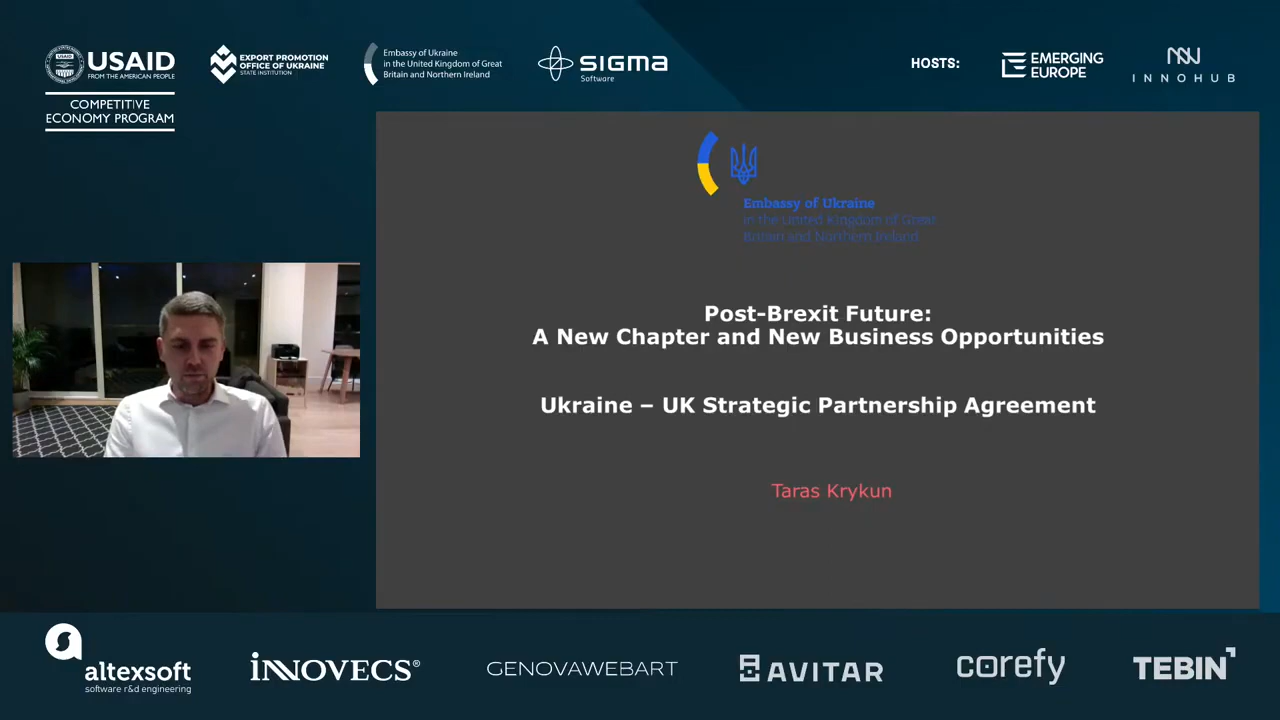 USAID
FROM THE AMERICAN PEOPLE
COMPETITIVE
ECONOMY PROGRAM
EXPORT PROMOTION
OFFICE OF UKRAINE
STATE INSTITUTION
Embassy of Ukraine
in the United Kingdom of Great
Britain and Northern Ireland
SIGMA
Software
HOSTS:
EMERGING
EUROPE
INNOHUB
Embassy of Ukraine
in the United Kingdom of Great
Britain and Northern Ireland
Post-Brexit Future:
A New Chapter and New Business Opportunities
Ukraine – UK Strategic Partnership Agreement
Taras Krykun
altexsoft
software r&d engineering
iNNOVECS®
GENOVAWEBART
AVITAR
corefy
TEBIN